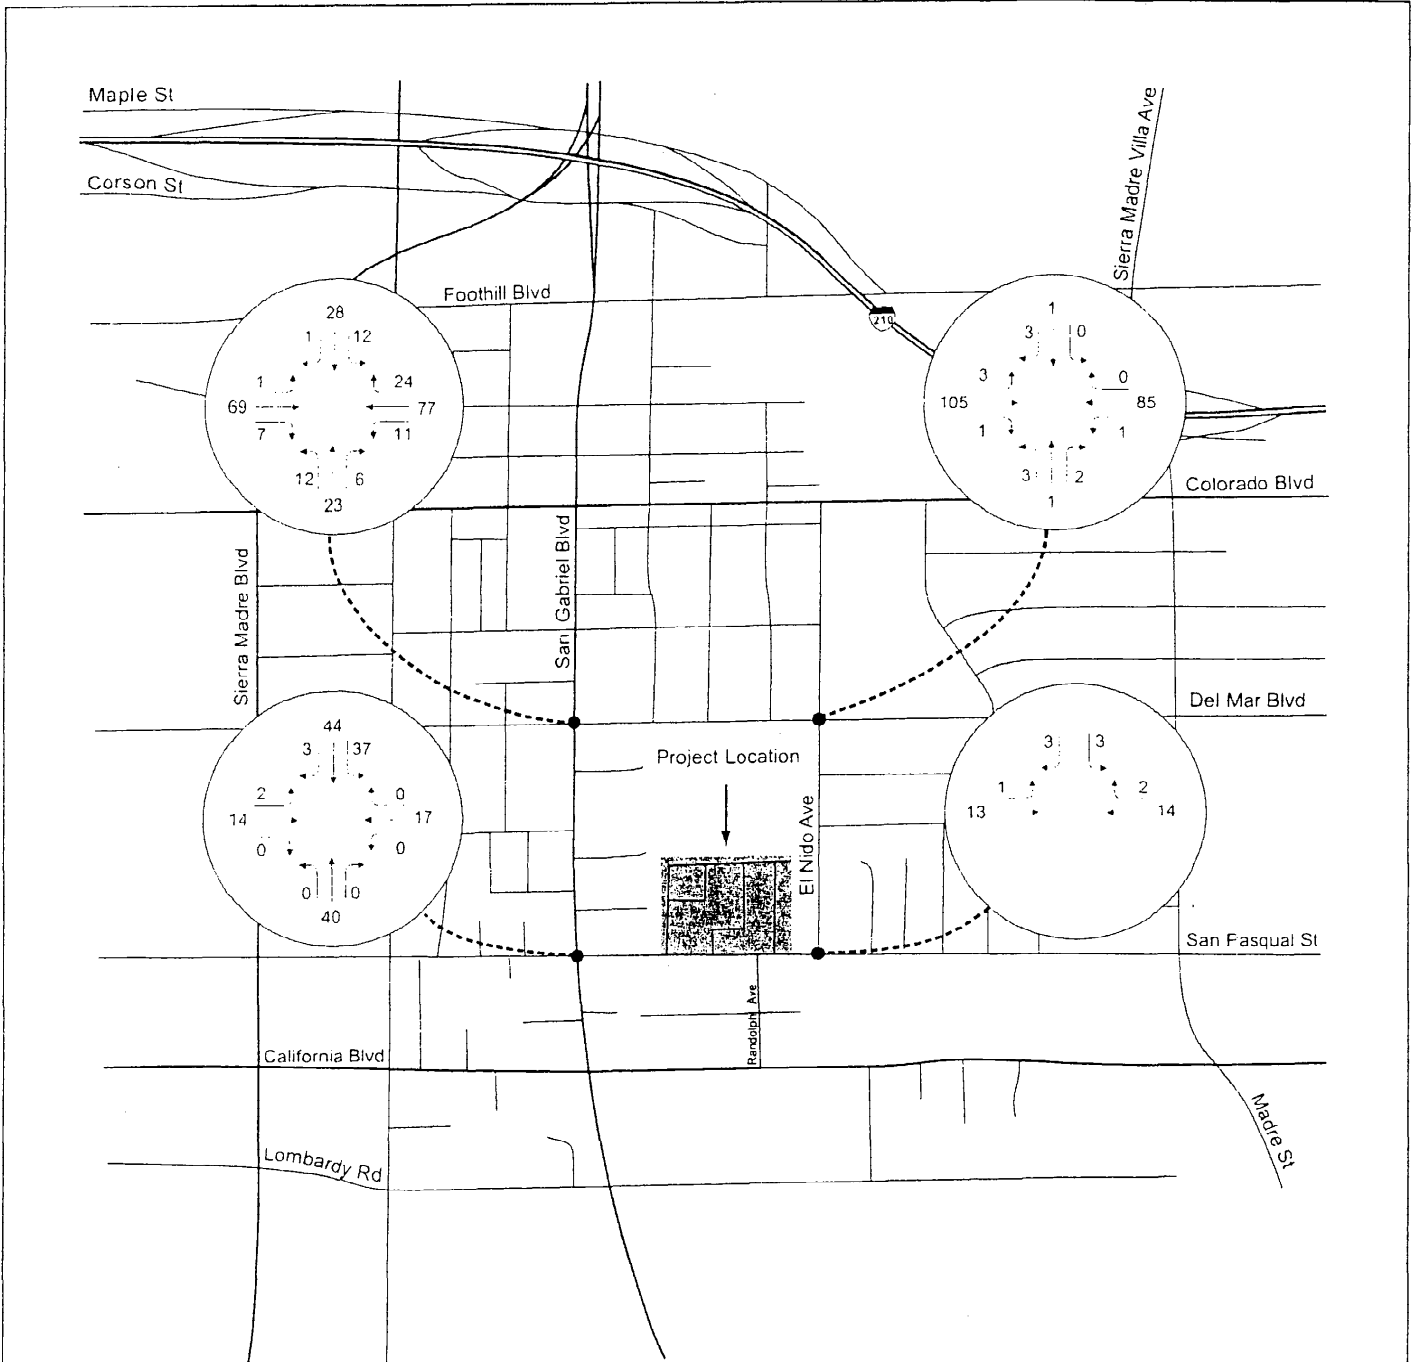 Maple St
Corson St
Sierra Madre Villa Ave
Foothill Blvd
210
28
1 12
1 24
69 77
7 11
12 6
23
1
3 0
3 0
105 85
1 1
3 2
1
Colorado Blvd
Sierra Madre Blvd
San Gabriel Blvd
Del Mar Blvd
Project Location
44
3 37
2 0
14 17
0 0
0 0
40
El Nido Ave
3 3
1 2
13 14
San Fasqual St
Randolph Ave
California Blvd
Madre St
Lombardy Rd